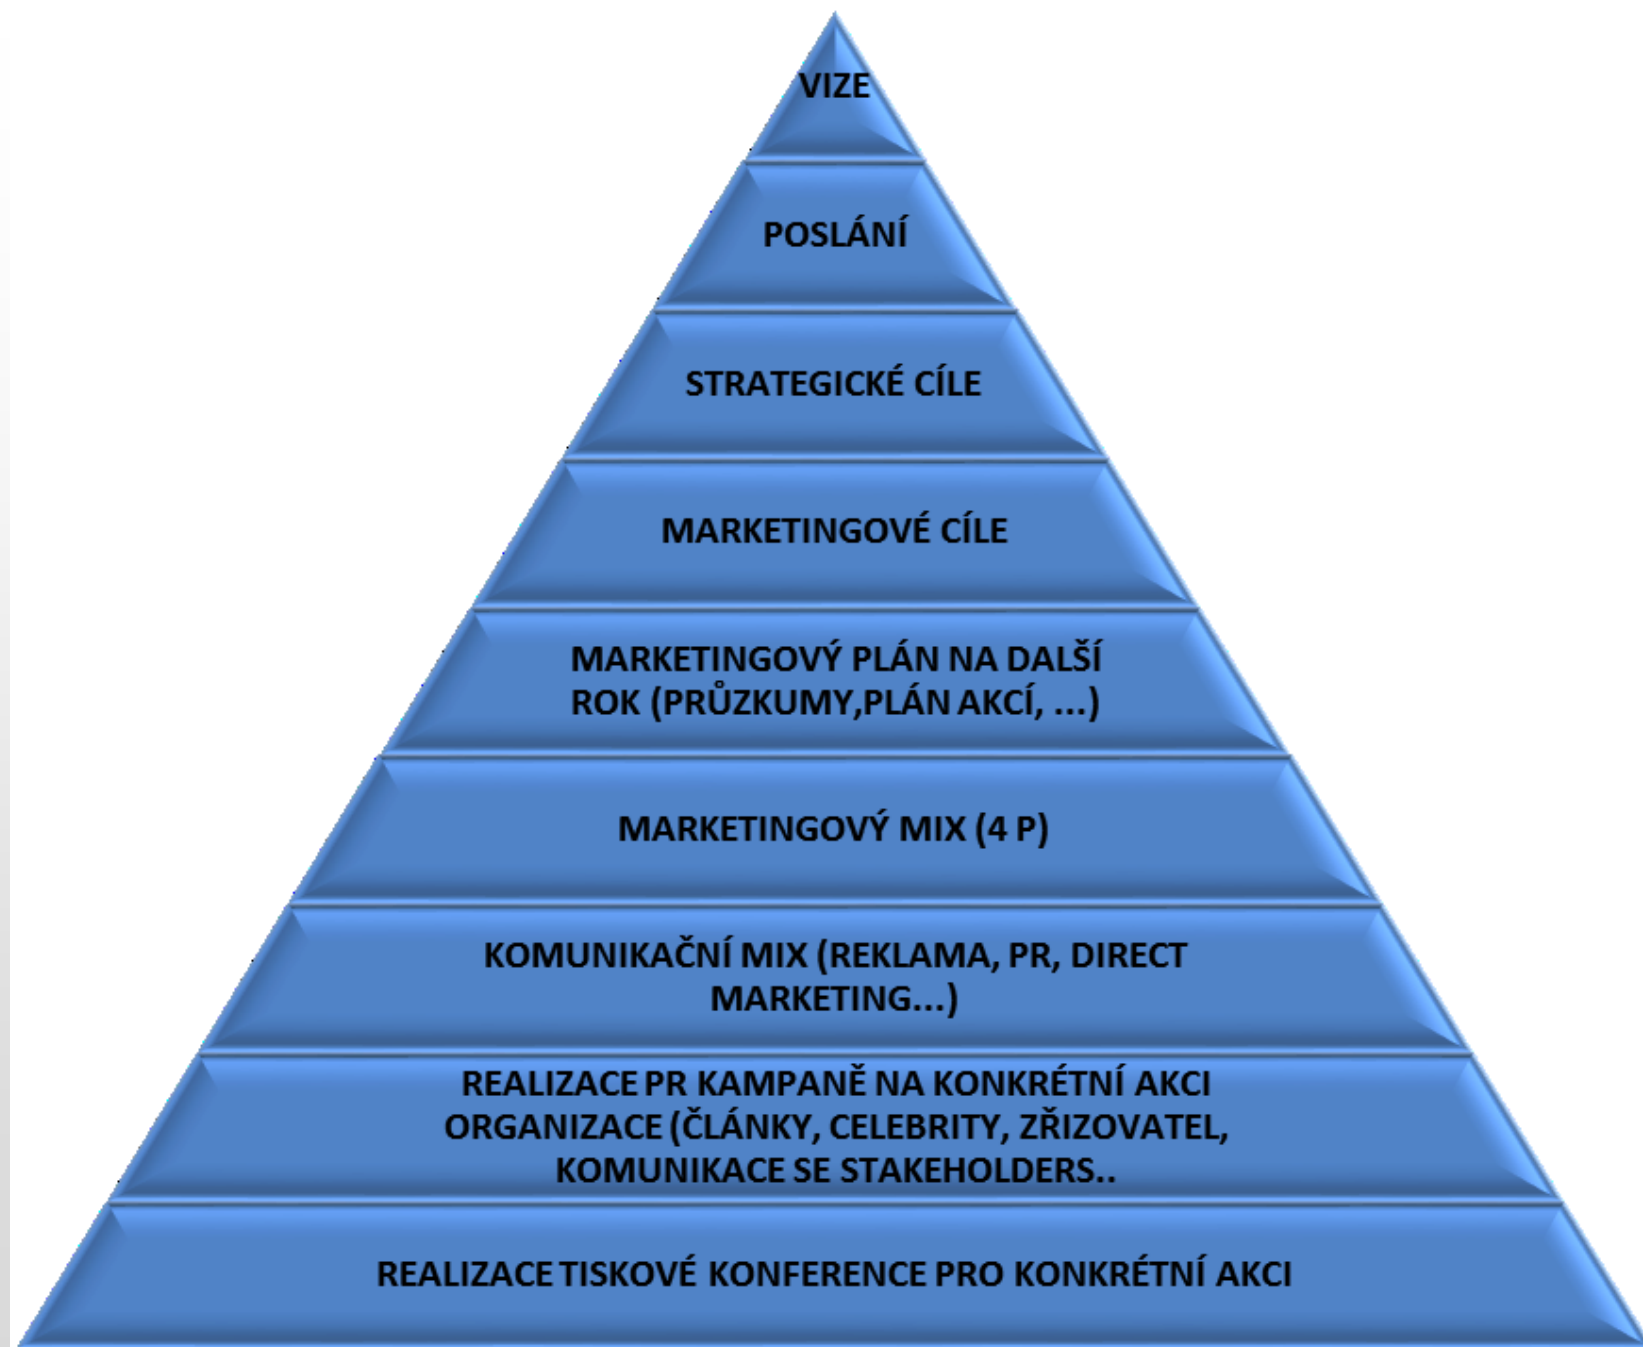 VIZE
POSLÁNÍ
STRATEGICKÉ CÍLE
MARKETINGOVÉ CÍLE
MARKETINGOVÝ PLÁN NA DALŠÍ
ROK (PRŮZKUMY,PLÁN AKCÍ, ...)
MARKETINGOVÝ MIX (4 P)
KOMUNIKAČNÍ MIX (REKLAMA, PR, DIRECT
MARKETING...)
REALIZACE PR KAMPANĚ NA KONKRÉTNÍ AKCI
ORGANIZACE (ČLÁNKY, CELEBRITY, ZŘIZOVATEL,
KOMUNIKACE SE STAKEHOLDERS..
REALIZACE TISKOVÉ KONFERENCE PRO KONKRÉTNÍ AKCI